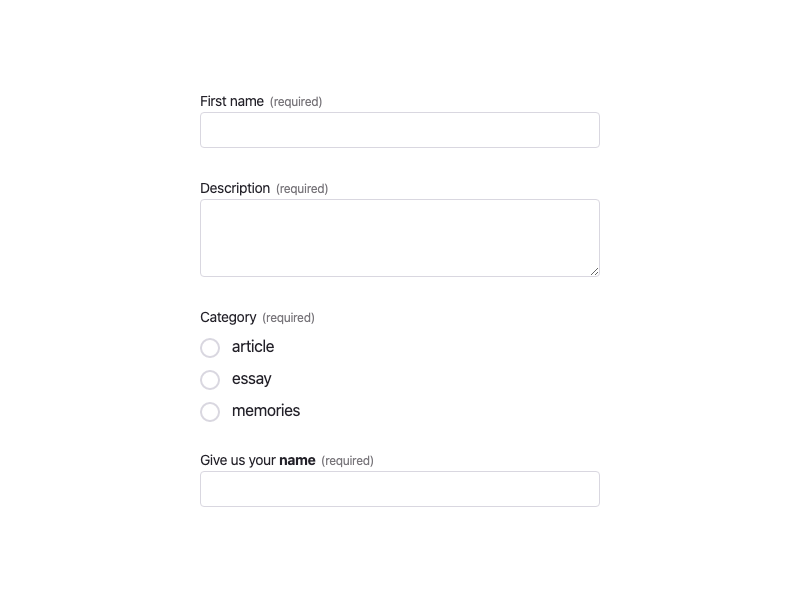 First name (required)
Description (required)
Category (required)
article
essay
memories
Give us your name (required)